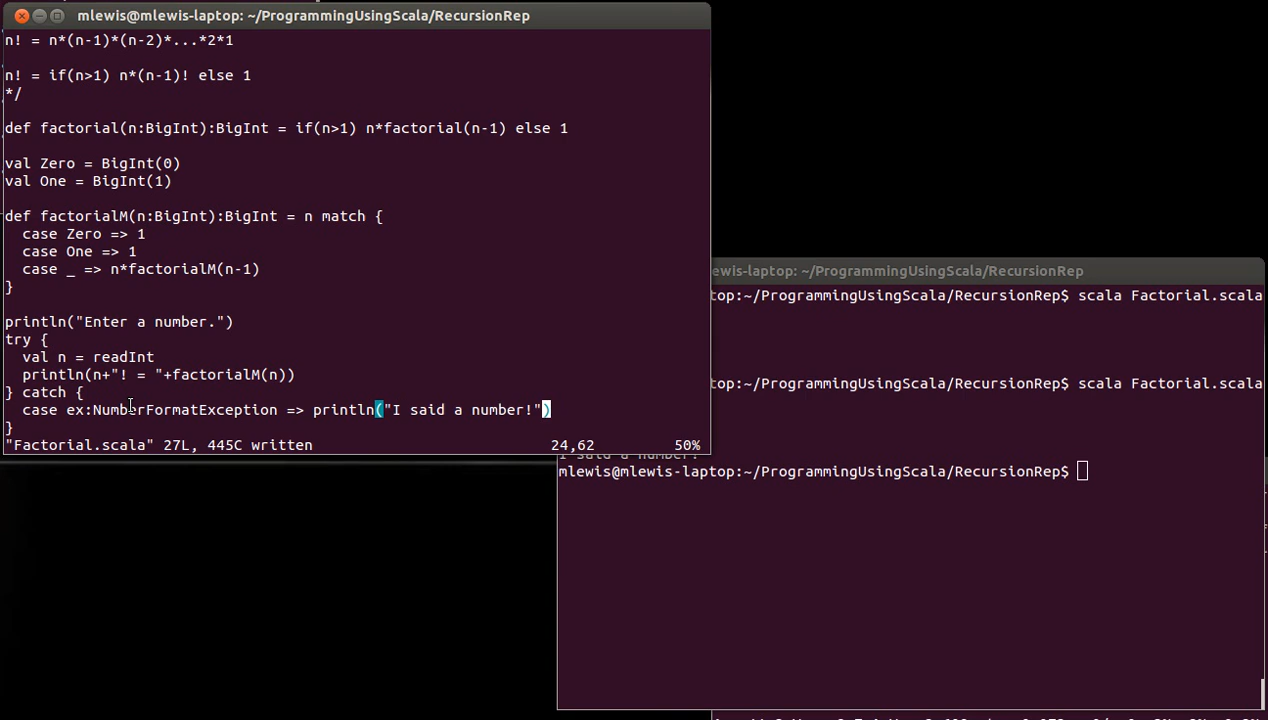 mlewis@mlewis-laptop: ~/ProgrammingUsingScala/RecursionRep
n! = n*(n-1)*(n-2)*...*2*1
n! = if(n>1) n*(n-1)! else 1
*/
def factorial(n:BigInt):BigInt = if(n>1) n*factorial(n-1) else 1
val Zero = BigInt(0)
val One = BigInt(1)
def factorialM(n:BigInt):BigInt = n match {
case Zero => 1
case One => 1
case _ => n*factorialM(n-1)
}
println("Enter a number.")
try {
val n = readInt
println(n+"! = "+factorialM(n))
} catch {
case ex:NumberFormatException => println("I said a number!")
}
"Factorial.scala" 27L, 445C written 24,62 50%
ewis-laptop: ~/ProgrammingUsingScala/RecursionRep
top:~/ProgrammingUsingScala/RecursionRep$ scala Factorial.scala
top:~/ProgrammingUsingScala/RecursionRep$ scala Factorial.scala
I said a number!
mlewis@mlewis-laptop:~/ProgrammingUsingScala/RecursionRep$